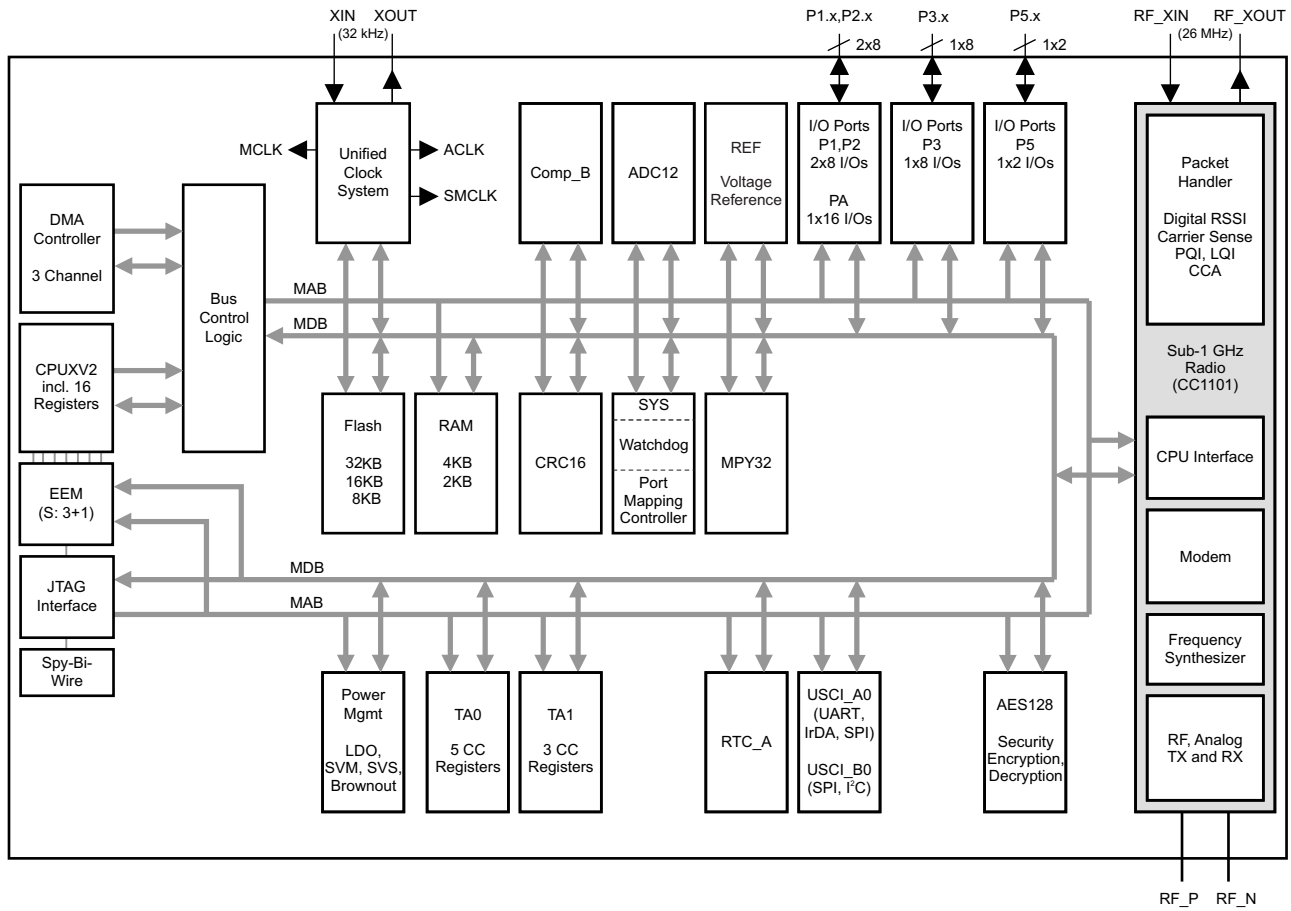 XIN XOUT
(32 kHz)
P1.x,P2.x
2x8
P3.x
1x8
P5.x
1x2
RF_XIN RF_XOUT
(26 MHz)
MCLK
Unified
Clock
System
ACLK
SMCLK
Comp_B
ADC12
REF
Voltage
Reference
I/O Ports
P1,P2
2x8 I/Os
PA
1x16 I/Os
I/O Ports
P3
1x8 I/Os
I/O Ports
P5
1x2 I/Os
Packet
Handler
Digital RSSI
Carrier Sense
PQI, LQI
CCA
DMA
Controller
3 Channel
Bus
Control
Logic
MAB
MDB
CPUXV2
incl. 16
Registers
Sub-1 GHz
Radio
(CC1101)
Flash
32KB
16KB
8KB
RAM
4KB
2KB
CRC16
SYS
Watchdog
Port
Mapping
Controller
MPY32
CPU Interface
EEM
(S: 3+1)
Modem
JTAG
Interface
MDB
MAB
Spy-Bi-
Wire
Frequency
Synthesizer
Power
Mgmt
LDO,
SVM, SVS,
Brownout
TA0
5 CC
Registers
TA1
3 CC
Registers
RTC_A
USCI_A0
(UART,
IrDA, SPI)
USCI_B0
(SPI, I²C)
AES128
Security
Encryption,
Decryption
RF, Analog
TX and RX
RF_P RF_N